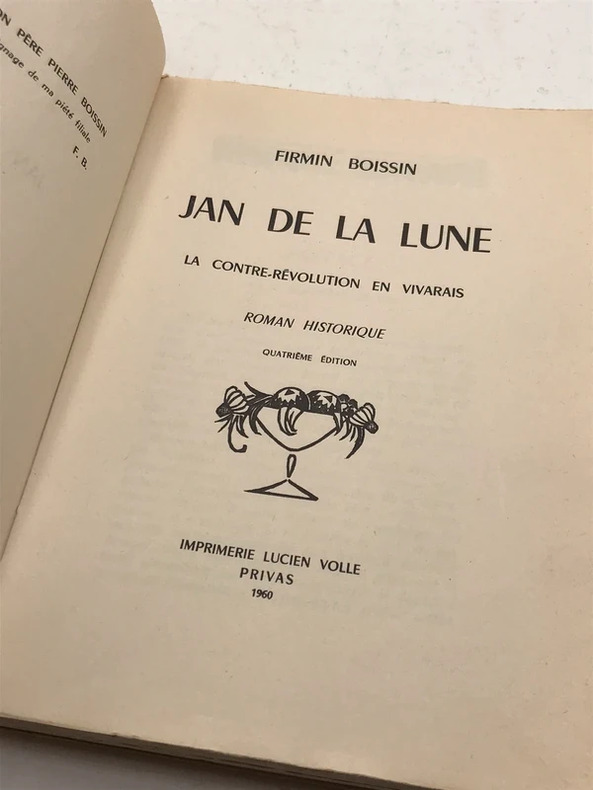 ON PÈRE PIERRE BOISSIN
gnage de ma piété filiale
F. B.
FIRMIN BOISSIN
JAN DE LA LUNE
LA CONTRE-RÉVOLUTION EN VIVARAIS
ROMAN HISTORIQUE
QUATRIÈME ÉDITION
IMPRIMERIE LUCIEN VOLLE
PRIVAS
1960